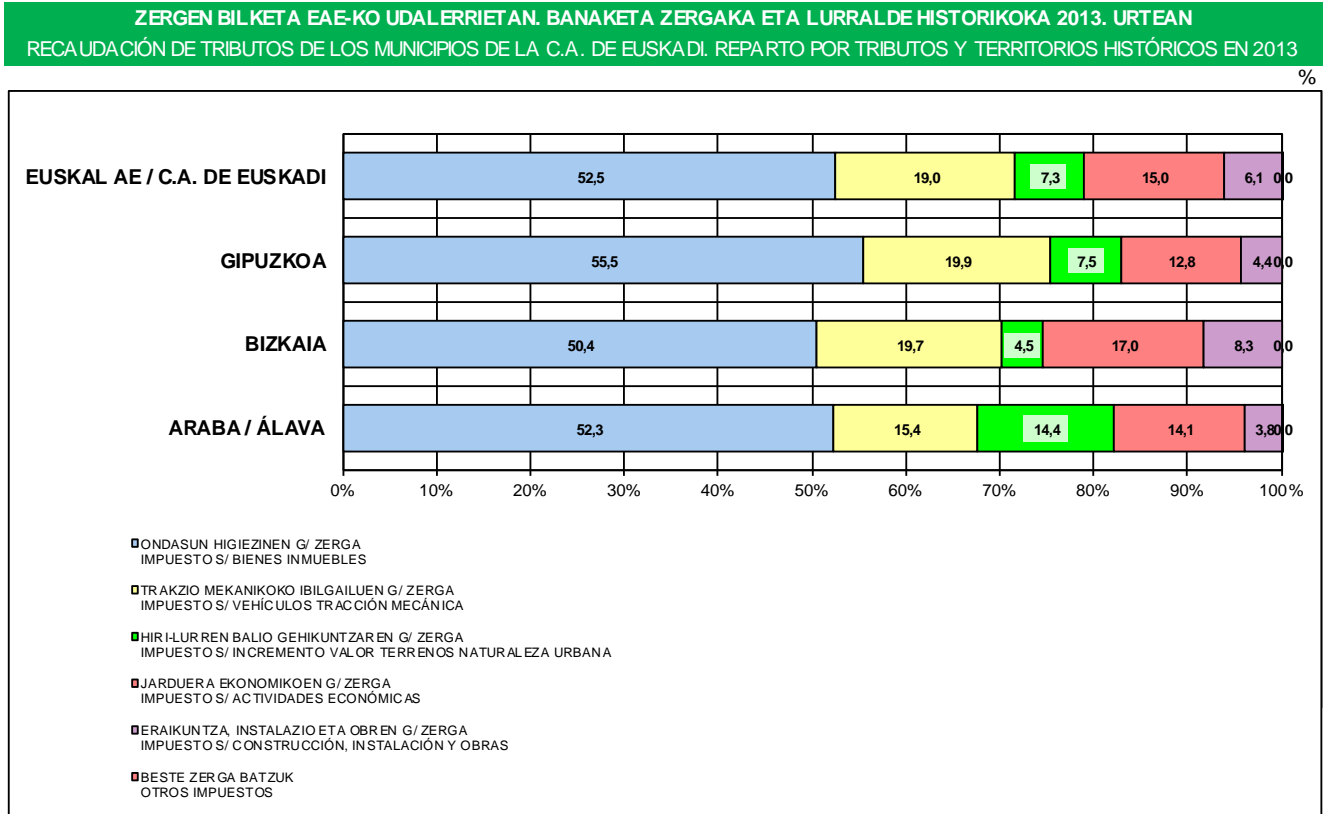 ZERGEN BILKETA EAE-KO UDALERRIETAN. BANAKETA ZERGAKA ETA LURRALDE HISTORIKOKA 2013. URTEAN
RECAUDACIÓN DE TRIBUTOS DE LOS MUNICIPIOS DE LA C.A. DE EUSKADI. REPARTO POR TRIBUTOS Y TERRITORIOS HISTÓRICOS EN 2013
%
EUSKAL AE / C.A. DE EUSKADI 52,5 19,0 7,3 15,0 6,1 0,0
GIPUZKOA 55,5 19,9 7,5 12,8 4,4 0,0
BIZKAIA 50,4 19,7 4,5 17,0 8,3 0,0
ARABA / ÁLAVA 52,3 15,4 14,4 14,1 3,8 0,0
0% 10% 20% 30% 40% 50% 60% 70% 80% 90% 100%
ONDASUN HIGIEZINEN G/ ZERGA
IMPUESTO S/ BIENES INMUEBLES
TRAKZIO MEKANIKOKO IBILGAILUEN G/ ZERGA
IMPUESTO S/ VEHÍCULOS TRACCIÓN MECÁNICA
HIRI-LURREN BALIO GEHIKUNTZAREN G/ ZERGA
IMPUESTO S/ INCREMENTO VALOR TERRENOS NATURALEZA URBANA
JARDUERA EKONOMIKOEN G/ ZERGA
IMPUESTO S/ ACTIVIDADES ECONÓMICAS
ERAIKUNTZA, INSTALAZIO ETA OBREN G/ ZERGA
IMPUESTO S/ CONSTRUCCIÓN, INSTALACIÓN Y OBRAS
BESTE ZERGA BATZUK
OTROS IMPUESTOS